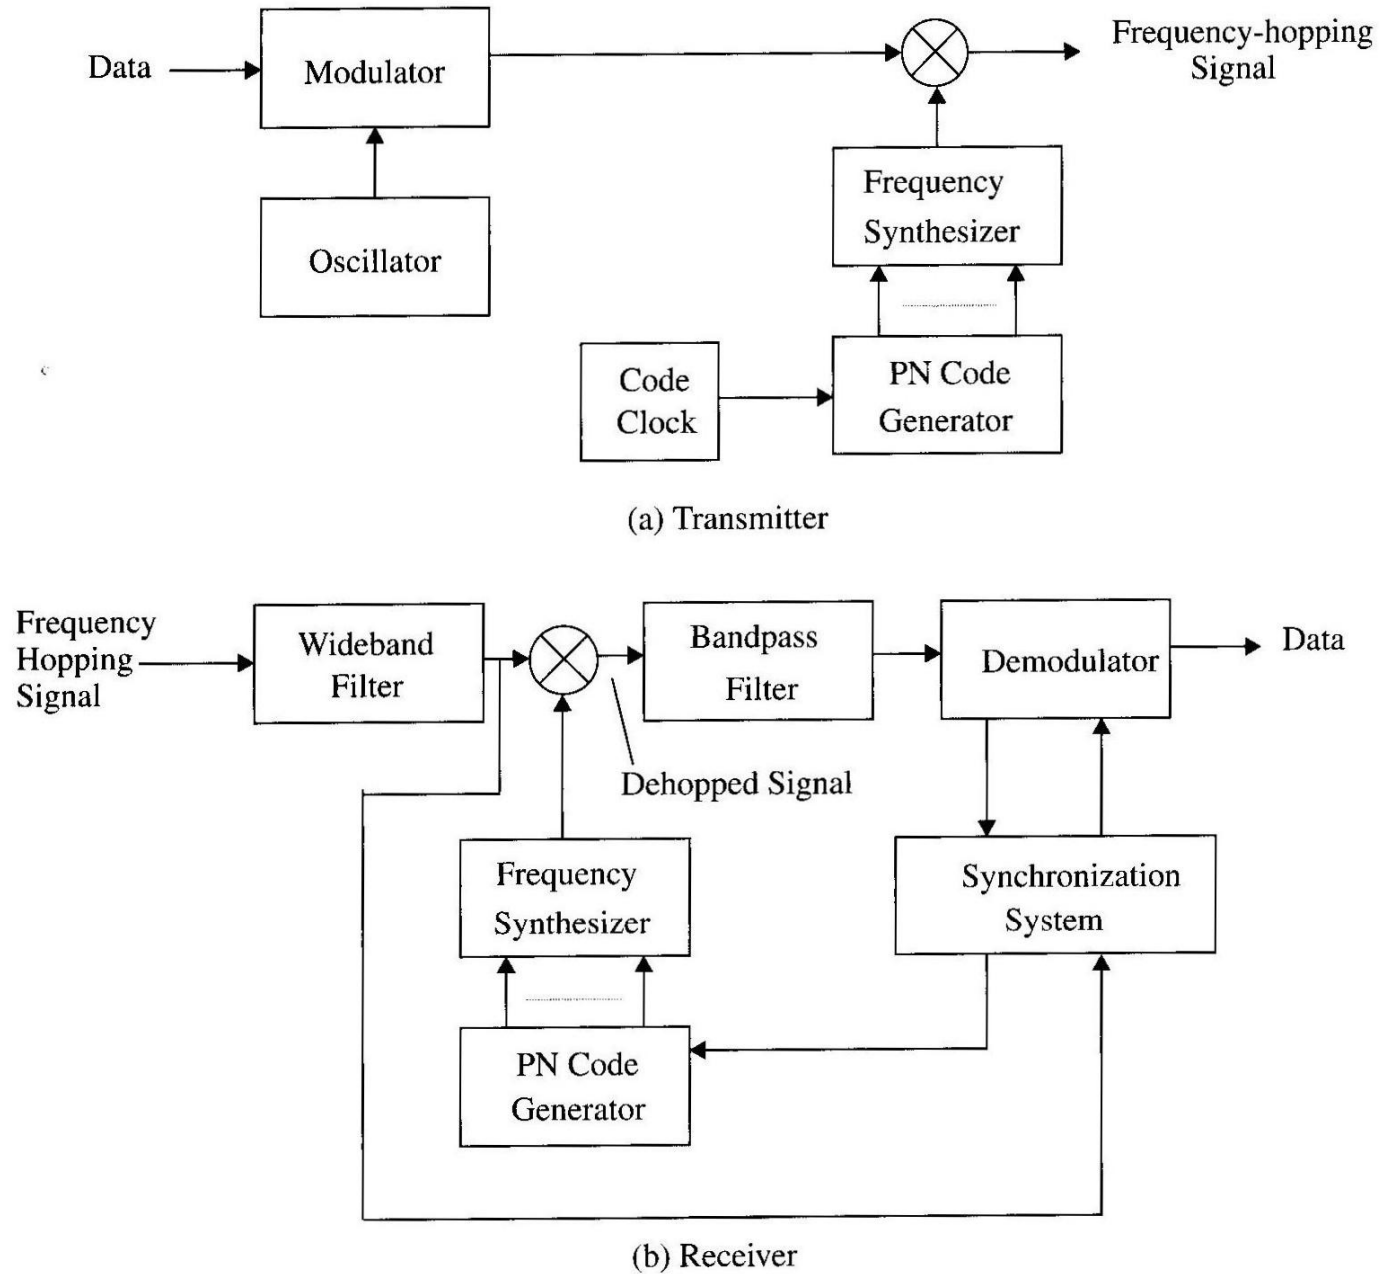 Data
Modulator
Frequency-hopping
Signal
Oscillator
Frequency
Synthesizer
Code
Clock
PN Code
Generator
(a) Transmitter
Frequency
Hopping
Signal
Wideband
Filter
Bandpass
Filter
Demodulator
Data
Dehopped Signal
Frequency
Synthesizer
Synchronization
System
PN Code
Generator
(b) Receiver